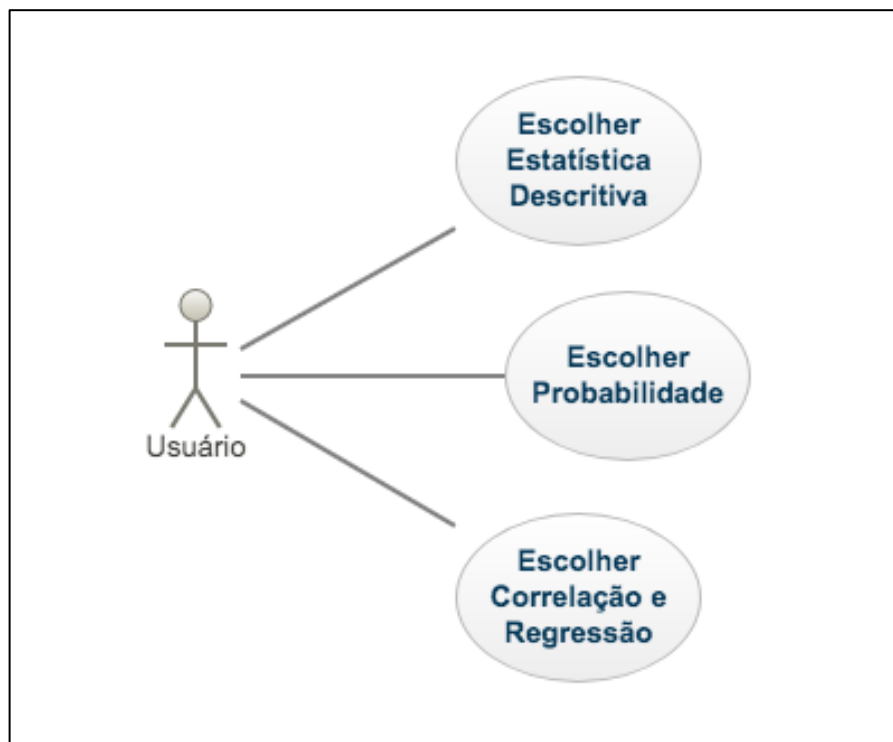 Escolher
Estatística
Descritiva
Escolher
Probabilidade
Usuário
Escolher
Correlação e
Regressão